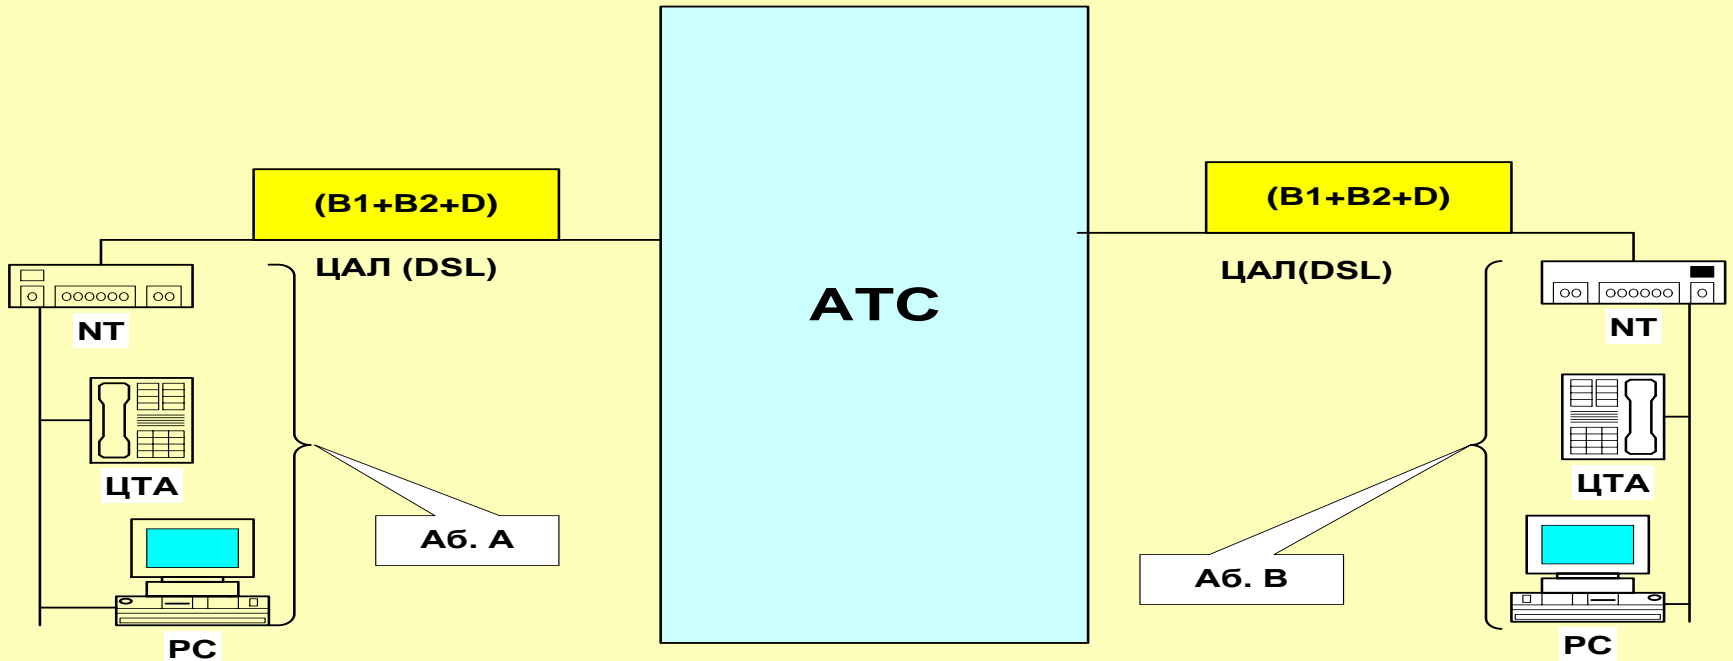 (B1+B2+D)
ЦАЛ (DSL)
NT
ЦТА
PC
Аб. А
АТС
(B1+B2+D)
ЦАЛ(DSL)
NT
ЦТА
PC
Аб. В